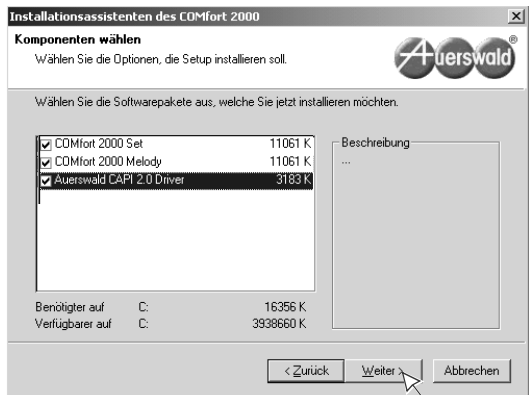 Installationsassistenten des COMfort 2000
Komponenten wählen
Wählen Sie die Optionen, die Setup installieren soll.
Auerswald®
Wählen Sie die Softwarepakete aus, welche Sie jetzt installieren möchten.
COMfort 2000 Set 11061 K
COMfort 2000 Melody 11061 K
Auerswald CAPI 2.0 Driver 3183 K
Beschreibung
...
Benötigter auf C: 16356 K
Verfügbarer auf C: 3938660 K
< Zurück
Weiter >
Abbrechen